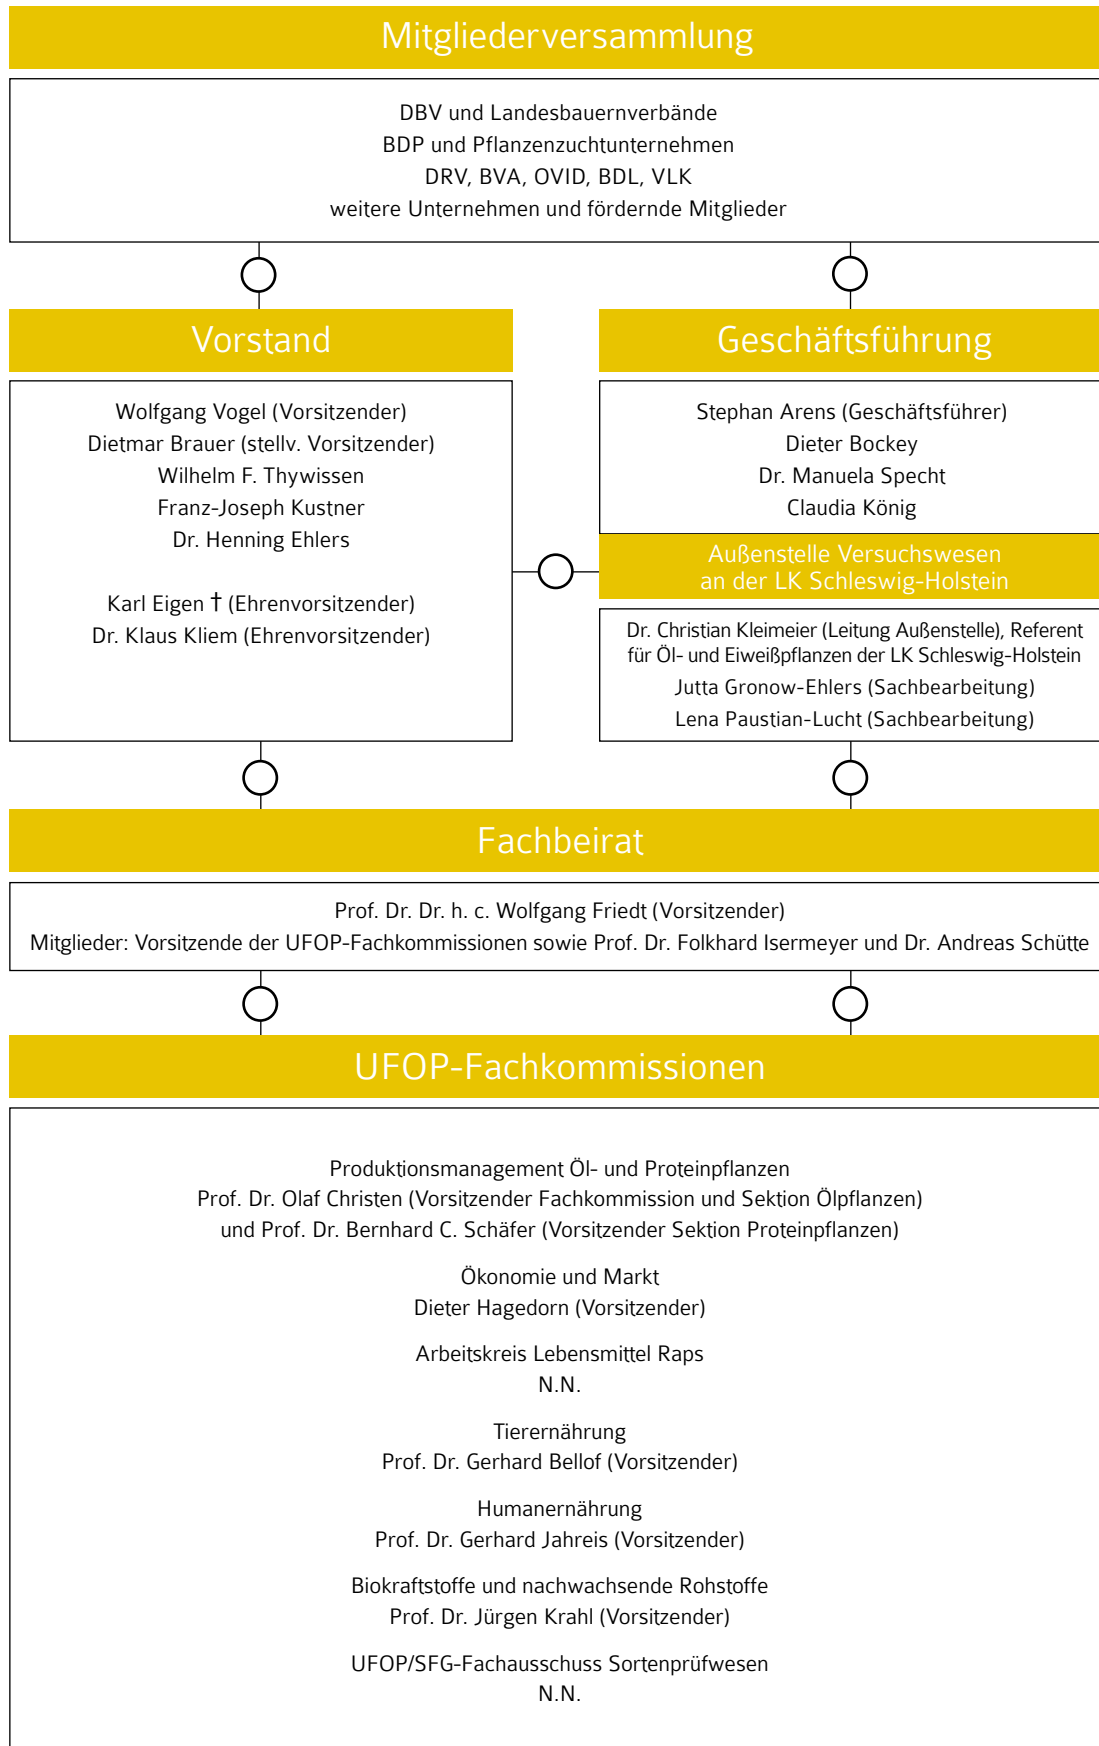 Mitgliederversammlung
DBV und Landesbauernverbände
BDP und Pflanzenzuchtunternehmen
DRV, BVA, OVID, BDL, VLK
weitere Unternehmen und fördernde Mitglieder
Vorstand
Wolfgang Vogel (Vorsitzender)
Dietmar Brauer (stellv. Vorsitzender)
Wilhelm F. Thywissen
Franz-Joseph Kustner
Dr. Henning Ehlers
Karl Eigen † (Ehrenvorsitzender)
Dr. Klaus Kliem (Ehrenvorsitzender)
Geschäftsführung
Stephan Arens (Geschäftsführer)
Dieter Bockey
Dr. Manuela Specht
Claudia König
Außenstelle Versuchswesen
an der LK Schleswig-Holstein
Dr. Christian Kleimeier (Leitung Außenstelle), Referent
für Öl- und Eiweißpflanzen der LK Schleswig-Holstein
Jutta Gronow-Ehlers (Sachbearbeitung)
Lena Paustian-Lucht (Sachbearbeitung)
Fachbeirat
Prof. Dr. Dr. h. c. Wolfgang Friedt (Vorsitzender)
Mitglieder: Vorsitzende der UFOP-Fachkommissionen sowie Prof. Dr. Folkhard Isermeyer und Dr. Andreas Schütte
UFOP-Fachkommissionen
Produktionsmanagement Öl- und Proteinpflanzen
Prof. Dr. Olaf Christen (Vorsitzender Fachkommission und Sektion Ölpflanzen)
und Prof. Dr. Bernhard C. Schäfer (Vorsitzender Sektion Proteinpflanzen)
Ökonomie und Markt
Dieter Hagedorn (Vorsitzender)
Arbeitskreis Lebensmittel Raps
N.N.
Tierernährung
Prof. Dr. Gerhard Bellof (Vorsitzender)
Humanernährung
Prof. Dr. Gerhard Jahreis (Vorsitzender)
Biokraftstoffe und nachwachsende Rohstoffe
Prof. Dr. Jürgen Krahl (Vorsitzender)
UFOP/SFG-Fachausschuss Sortenprüfwesen
N.N.